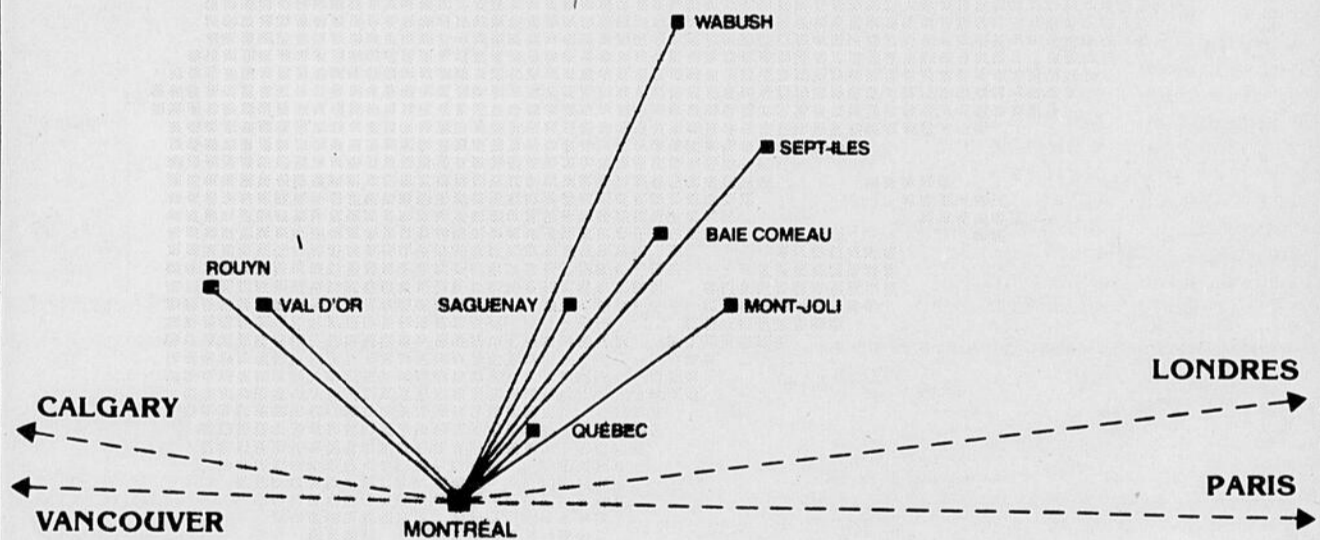 WABUSH
SEPT-ILES
BAIE COMEAU
ROUYN
VAL D'OR
SAGUENAY
MONT-JOLI
LONDRES
CALGARY
QUÉBEC
PARIS
VANCOUVER
MONTRÉAL